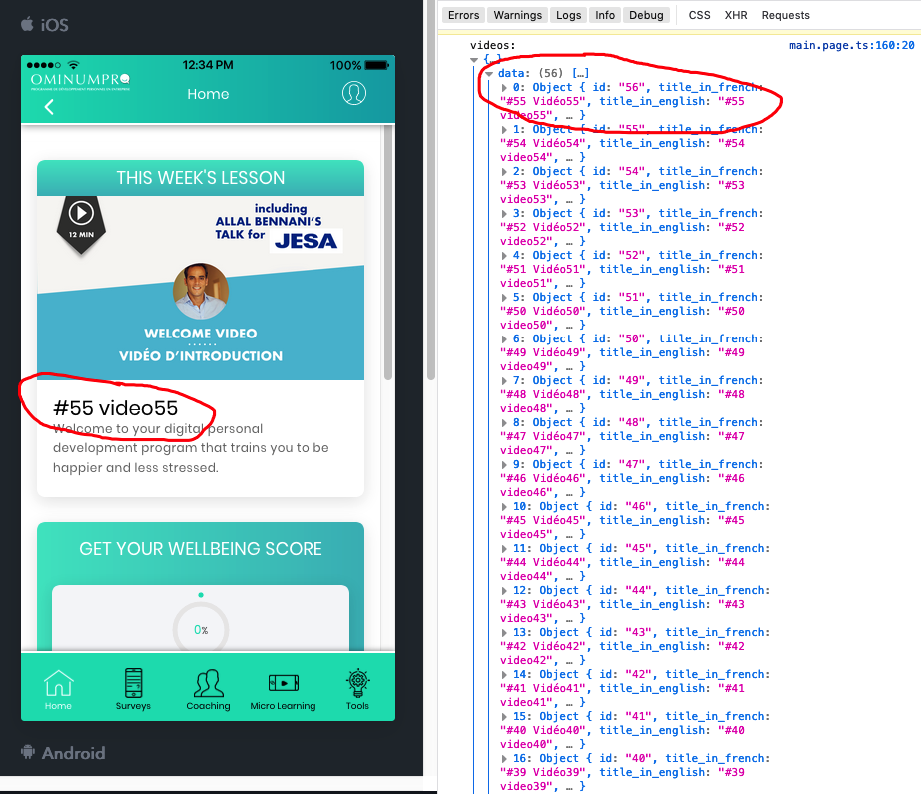 iOS
12:34 PM
100%
OMINUMPRO
Home
THIS WEEK'S LESSON
12 MIN
including
ALLAL BENNANI'S
TALK for JESA
WELCOME VIDEO
VIDÉO D'INTRODUCTION
#55 video55
Welcome to your digital personal
development program that trains you to be
happier and less stressed.
GET YOUR WELLBEING SCORE
0%
Home
Surveys
Coaching
Micro Learning
Tools
Android
Errors Warnings Logs Info Debug CSS XHR Requests
videos: main.page.ts:160:20
{…}
data: (56) […]
0: Object { id: "56", title_in_french:
"#55 Vidéo55", title_in_english: "#55
video55", … }
1: Object { id: "55", title_in_french:
"#54 Vidéo54", title_in_english: "#54
video54", … }
2: Object { id: "54", title_in_french:
"#53 Vidéo53", title_in_english: "#53
video53", … }
3: Object { id: "53", title_in_french:
"#52 Vidéo52", title_in_english: "#52
video52", … }
4: Object { id: "52", title_in_french:
"#51 Vidéo51", title_in_english: "#51
video51", … }
5: Object { id: "51", title_in_french:
"#50 Vidéo50", title_in_english: "#50
video50", … }
6: Object { id: "50", title_in_french:
"#49 Vidéo49", title_in_english: "#49
video49", … }
7: Object { id: "49", title_in_french:
"#48 Vidéo48", title_in_english: "#48
video48", … }
8: Object { id: "48", title_in_french:
"#47 Vidéo47", title_in_english: "#47
video47", … }
9: Object { id: "47", title_in_french:
"#46 Vidéo46", title_in_english: "#46
video46", … }
10: Object { id: "46", title_in_french:
"#45 Vidéo45", title_in_english: "#45
video45", … }
11: Object { id: "45", title_in_french:
"#44 Vidéo44", title_in_english: "#44
video44", … }
12: Object { id: "44", title_in_french:
"#43 Vidéo43", title_in_english: "#43
video43", … }
13: Object { id: "43", title_in_french:
"#42 Vidéo42", title_in_english: "#42
video42", … }
14: Object { id: "42", title_in_french:
"#41 Vidéo41", title_in_english: "#41
video41", … }
15: Object { id: "41", title_in_french:
"#40 Vidéo40", title_in_english: "#40
video40", … }
16: Object { id: "40", title_in_french:
"#39 Vidéo39", title_in_english: "#39
video39", … }